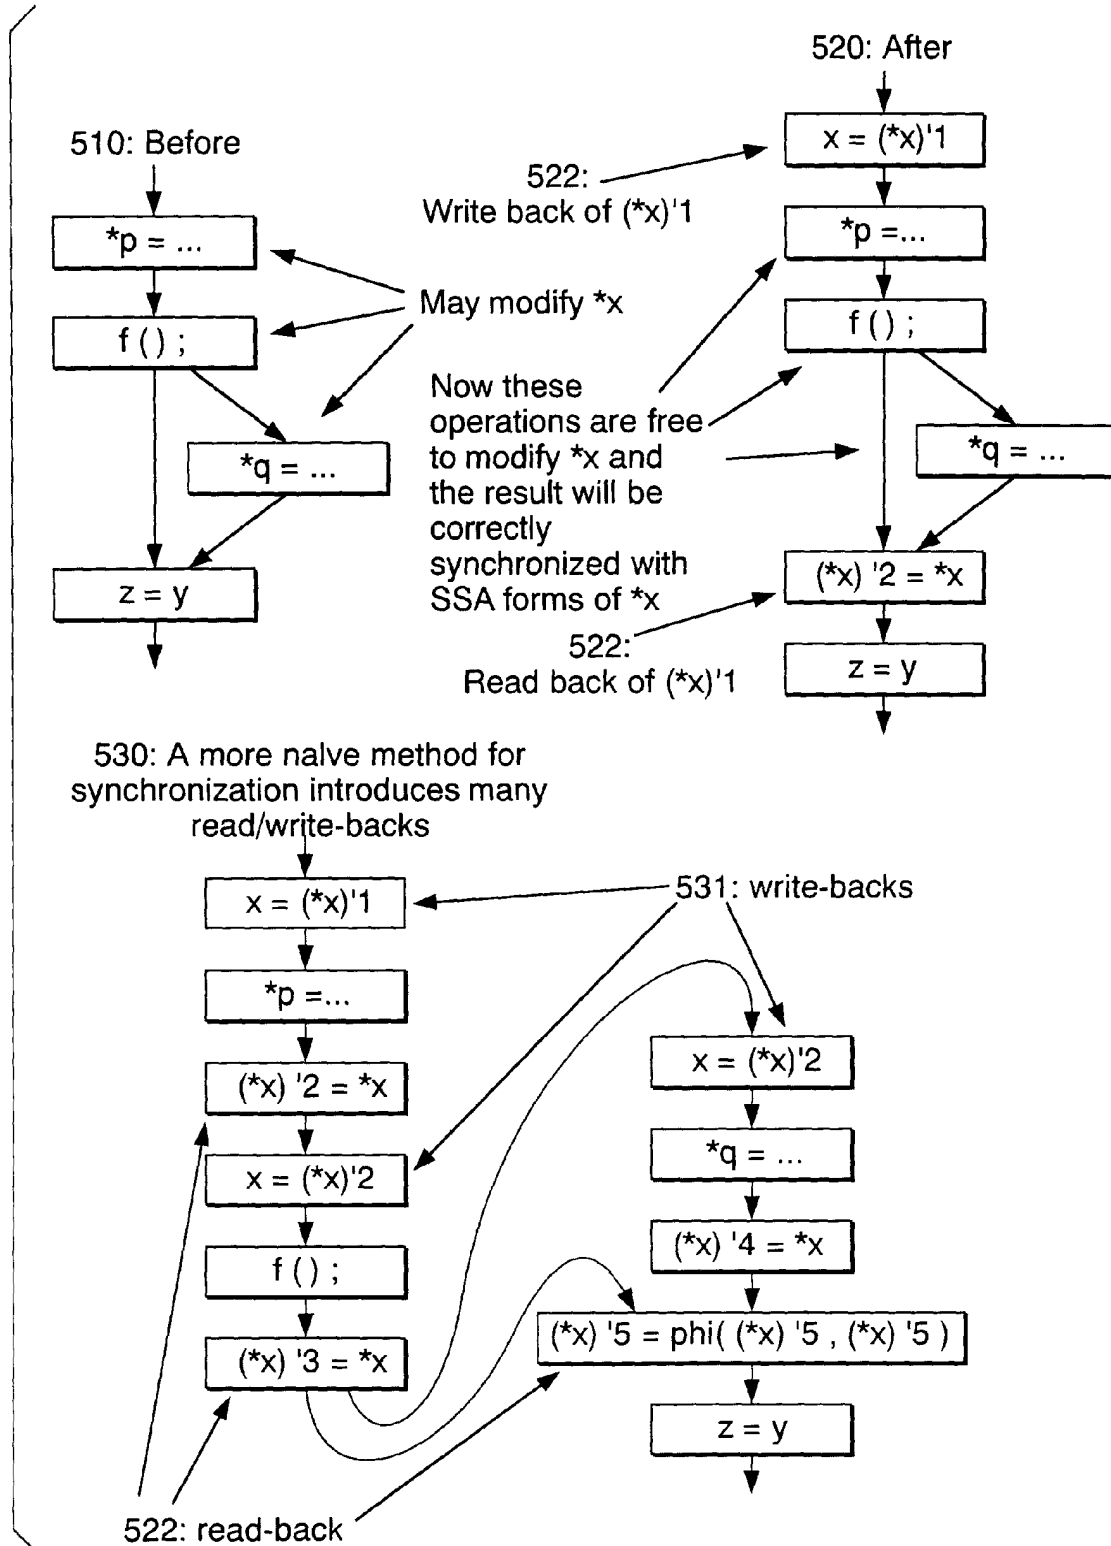 510: Before
*p = ...
f ( ) ;
*q = ...
z = y
May modify *x
520: After
x = (*x)'1
522:
Write back of (*x)'1
*p =...
f ( ) ;
Now these
operations are free
to modify *x and
the result will be
correctly
synchronized with
SSA forms of *x
*q = ...
(*x) '2 = *x
522:
Read back of (*x)'1
z = y
530: A more nalve method for
synchronization introduces many
read/write-backs
x = (*x)'1
*p =...
(*x) '2 = *x
x = (*x)'2
f ( ) ;
(*x) '3 = *x
522: read-back
531: write-backs
x = (*x)'2
*q = ...
(*x) '4 = *x
(*x) '5 = phi( (*x) '5 , (*x) '5 )
z = y